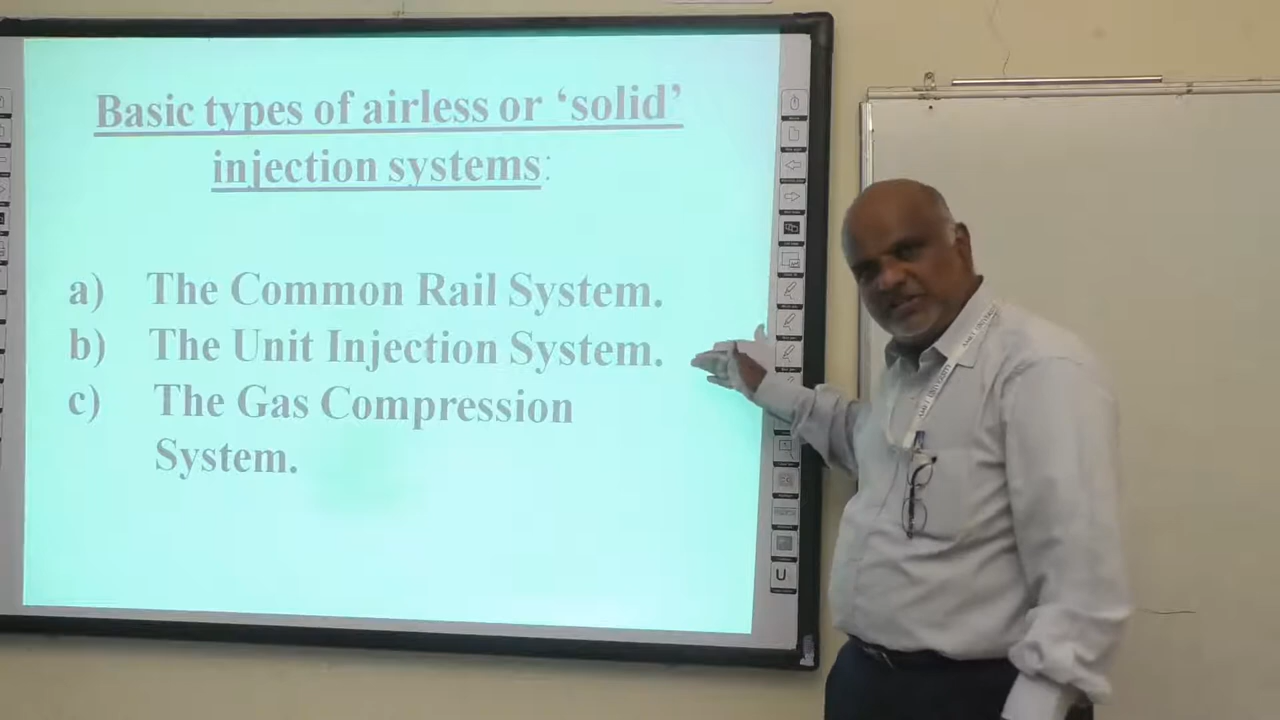 Basic types of airless or ‘solid’
injection systems:
a) The Common Rail System.
b) The Unit Injection System.
c) The Gas Compression
System.
U